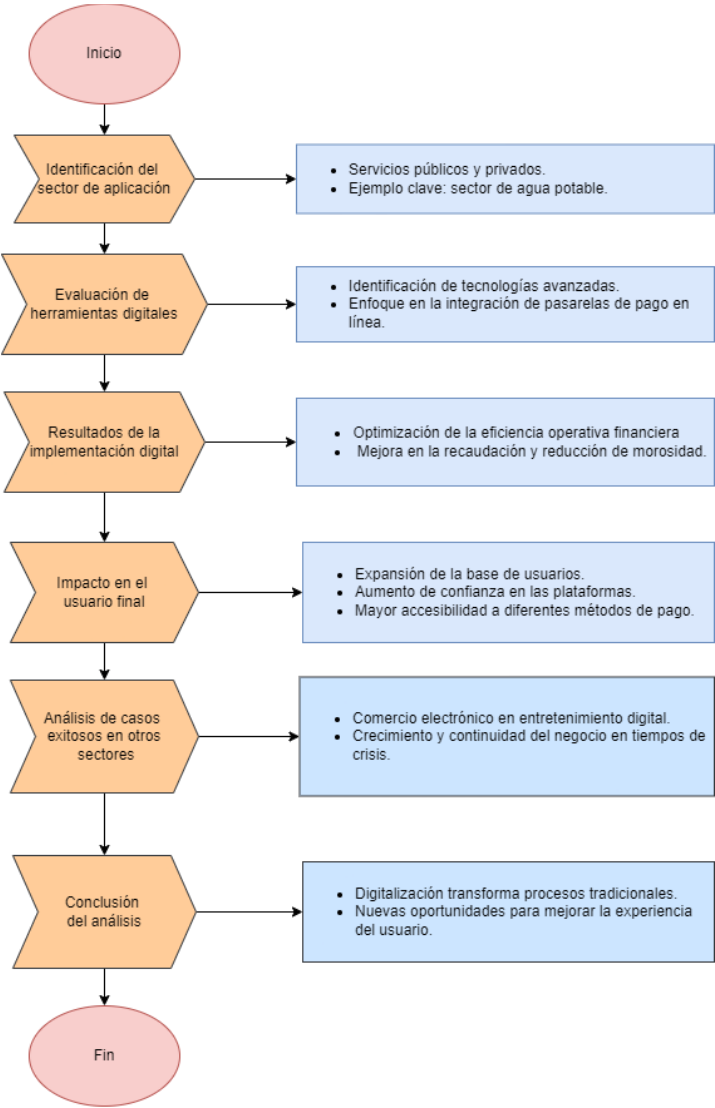 Inicio
Identificación del
sector de aplicación
• Servicios públicos y privados.
• Ejemplo clave: sector de agua potable.
Evaluación de
herramientas digitales
• Identificación de tecnologías avanzadas.
• Enfoque en la integración de pasarelas de pago en
línea.
Resultados de la
implementación digital
• Optimización de la eficiencia operativa financiera
• Mejora en la recaudación y reducción de morosidad.
Impacto en el
usuario final
• Expansión de la base de usuarios.
• Aumento de confianza en las plataformas.
• Mayor accesibilidad a diferentes métodos de pago.
Análisis de casos
exitosos en otros
sectores
• Comercio electrónico en entretenimiento digital.
• Crecimiento y continuidad del negocio en tiempos de
crisis.
Conclusión
del análisis
• Digitalización transforma procesos tradicionales.
• Nuevas oportunidades para mejorar la experiencia
del usuario.
Fin